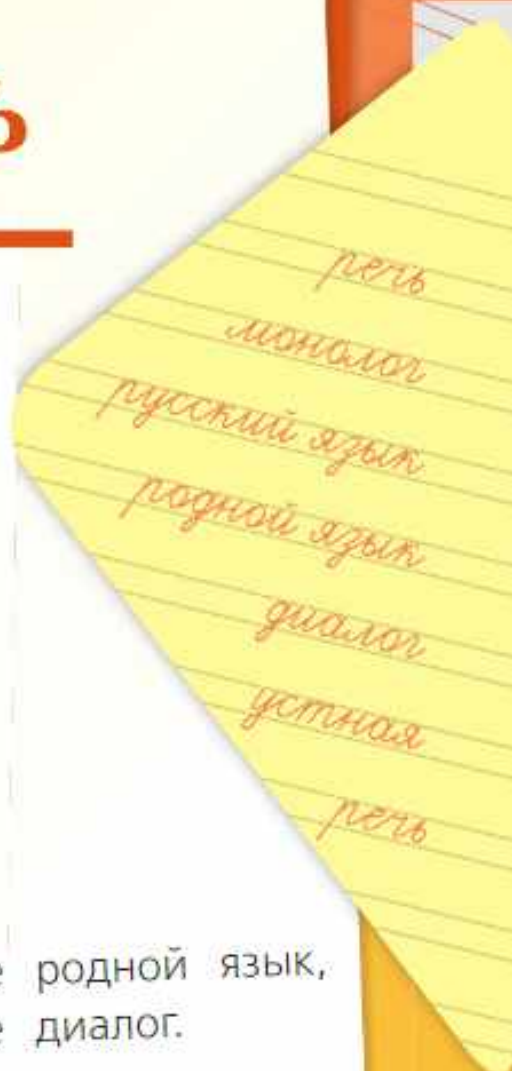 ь
речь
монолог
русский язык
родной язык
диалог
устная
речь
е родной язык,
е диалог.